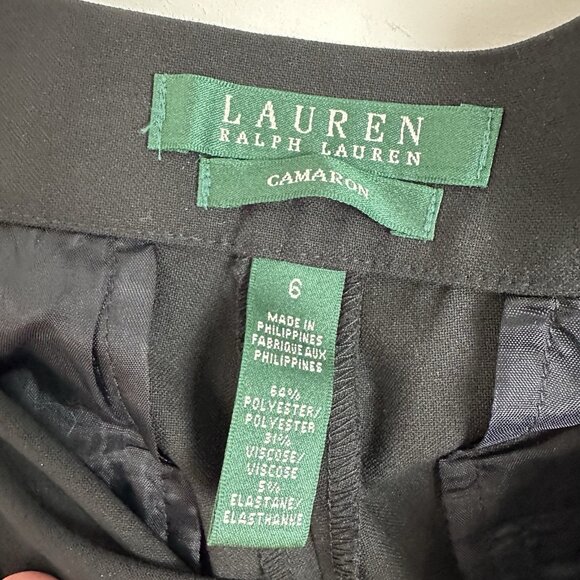 LAUREN
RALPH LAUREN
CAMARON
6
MADE IN
PHILIPPINES
FABRIQUE AUX
PHILIPPINES
64%
POLYESTER/
POLYESTER
31%
VISCOSE/
VISCOSE
5%
ELASTANE/
ELASTHANNE